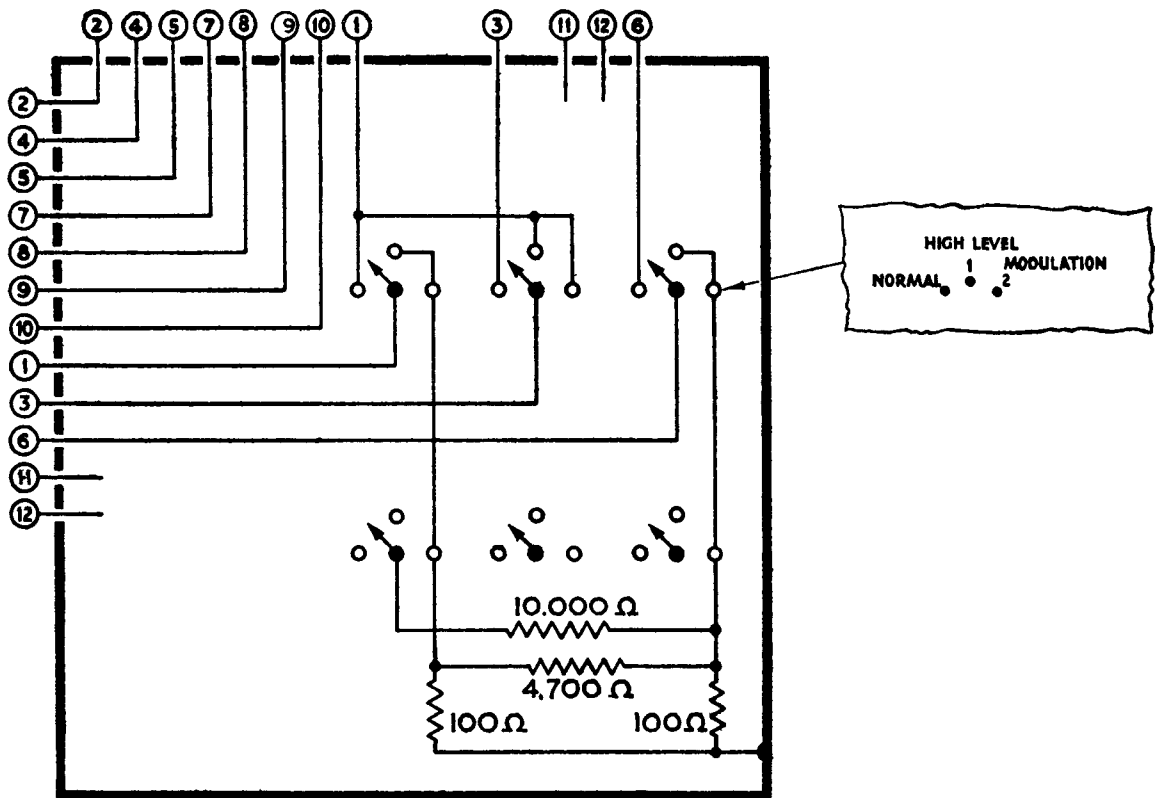 2 4 5 7 8 9 10 1 3 11 12 6
2
4
5
7
8
9
10
1
3
6
11
12
HIGH LEVEL
1 MODULATION
NORMAL 2
10.000 Ω
4,700 Ω
100 Ω 100 Ω